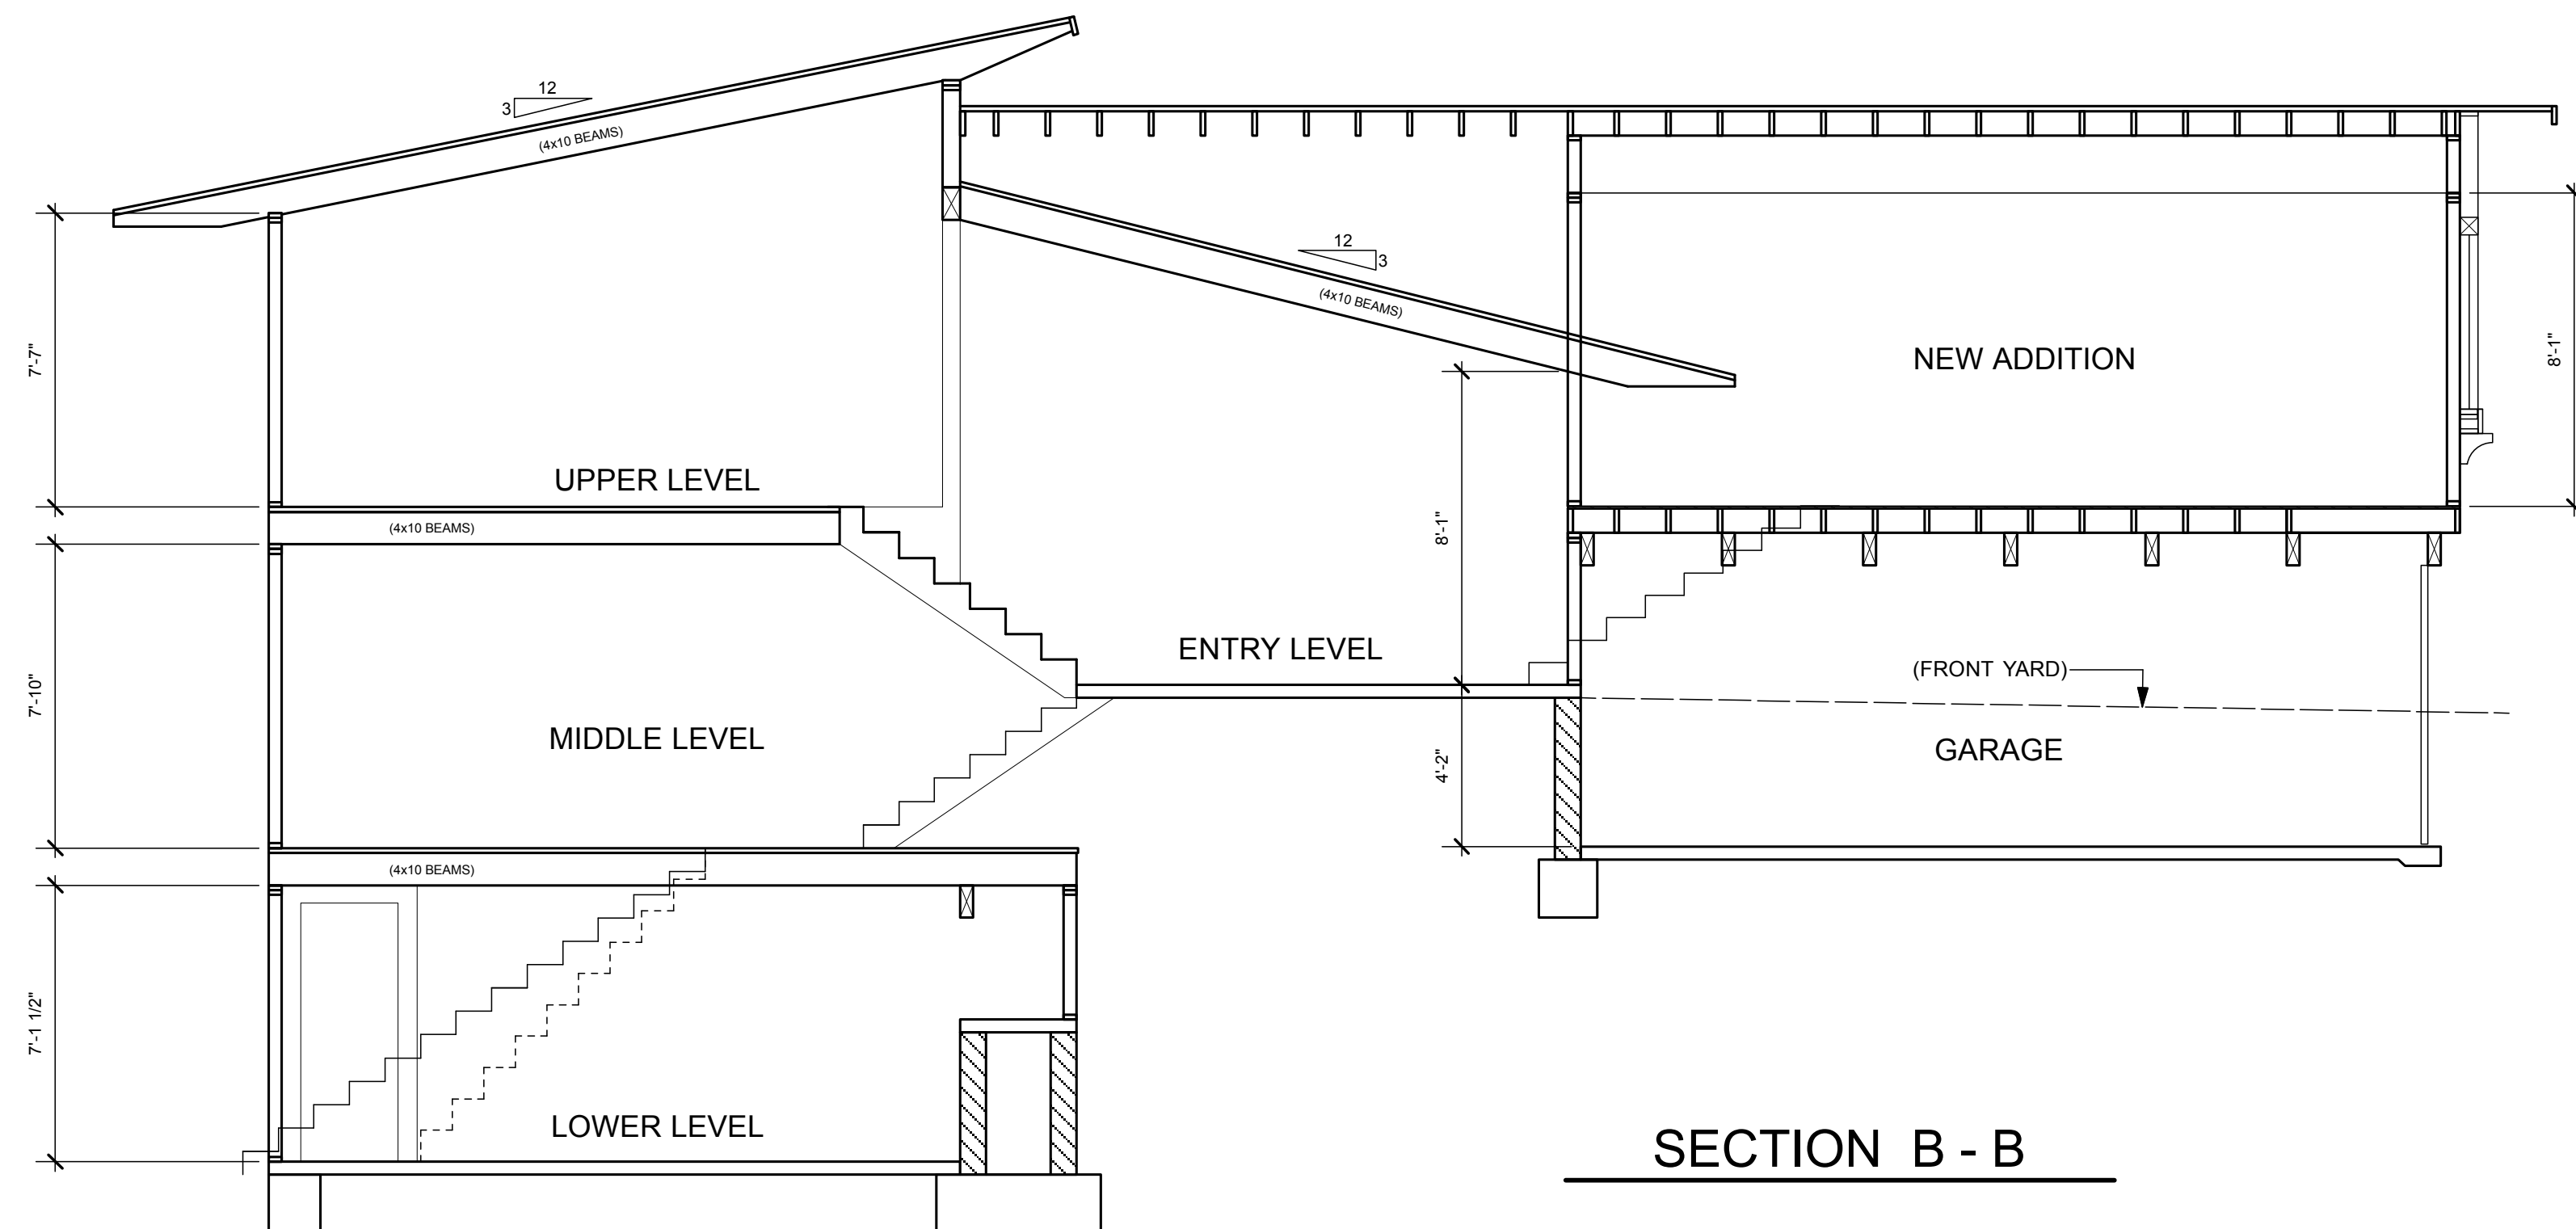 12
3
(4x10 BEAMS)
12
3
(4x10 BEAMS)
7'-7"
8'-1"
NEW ADDITION
UPPER LEVEL
(4x10 BEAMS)
8'-1"
ENTRY LEVEL
(FRONT YARD)
7'-10"
MIDDLE LEVEL
4'-2"
GARAGE
(4x10 BEAMS)
7'-1 1/2"
LOWER LEVEL
SECTION B - B